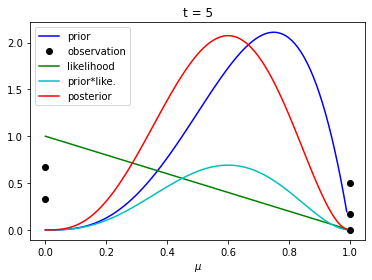 t = 5
prior
observation
likelihood
prior*like.
posterior
2.0
1.5
1.0
0.5
0.0
0.0 0.2 0.4 0.6 0.8 1.0
μ